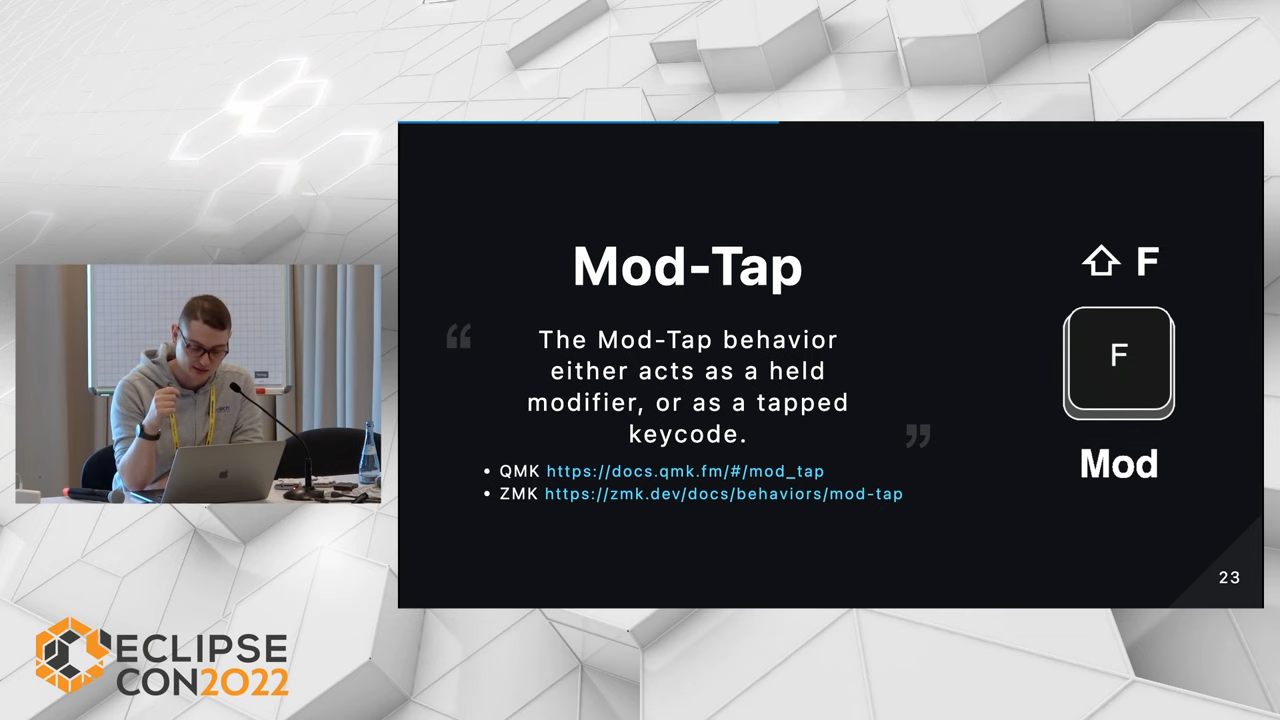 Mod-Tap
“ The Mod-Tap behavior
either acts as a held
modifier, or as a tapped
keycode. ”
• QMK https://docs.qmk.fm/#/mod_tap
• ZMK https://zmk.dev/docs/behaviors/mod-tap
⇧ F
F
Mod
23
ECLIPSE
CON2022